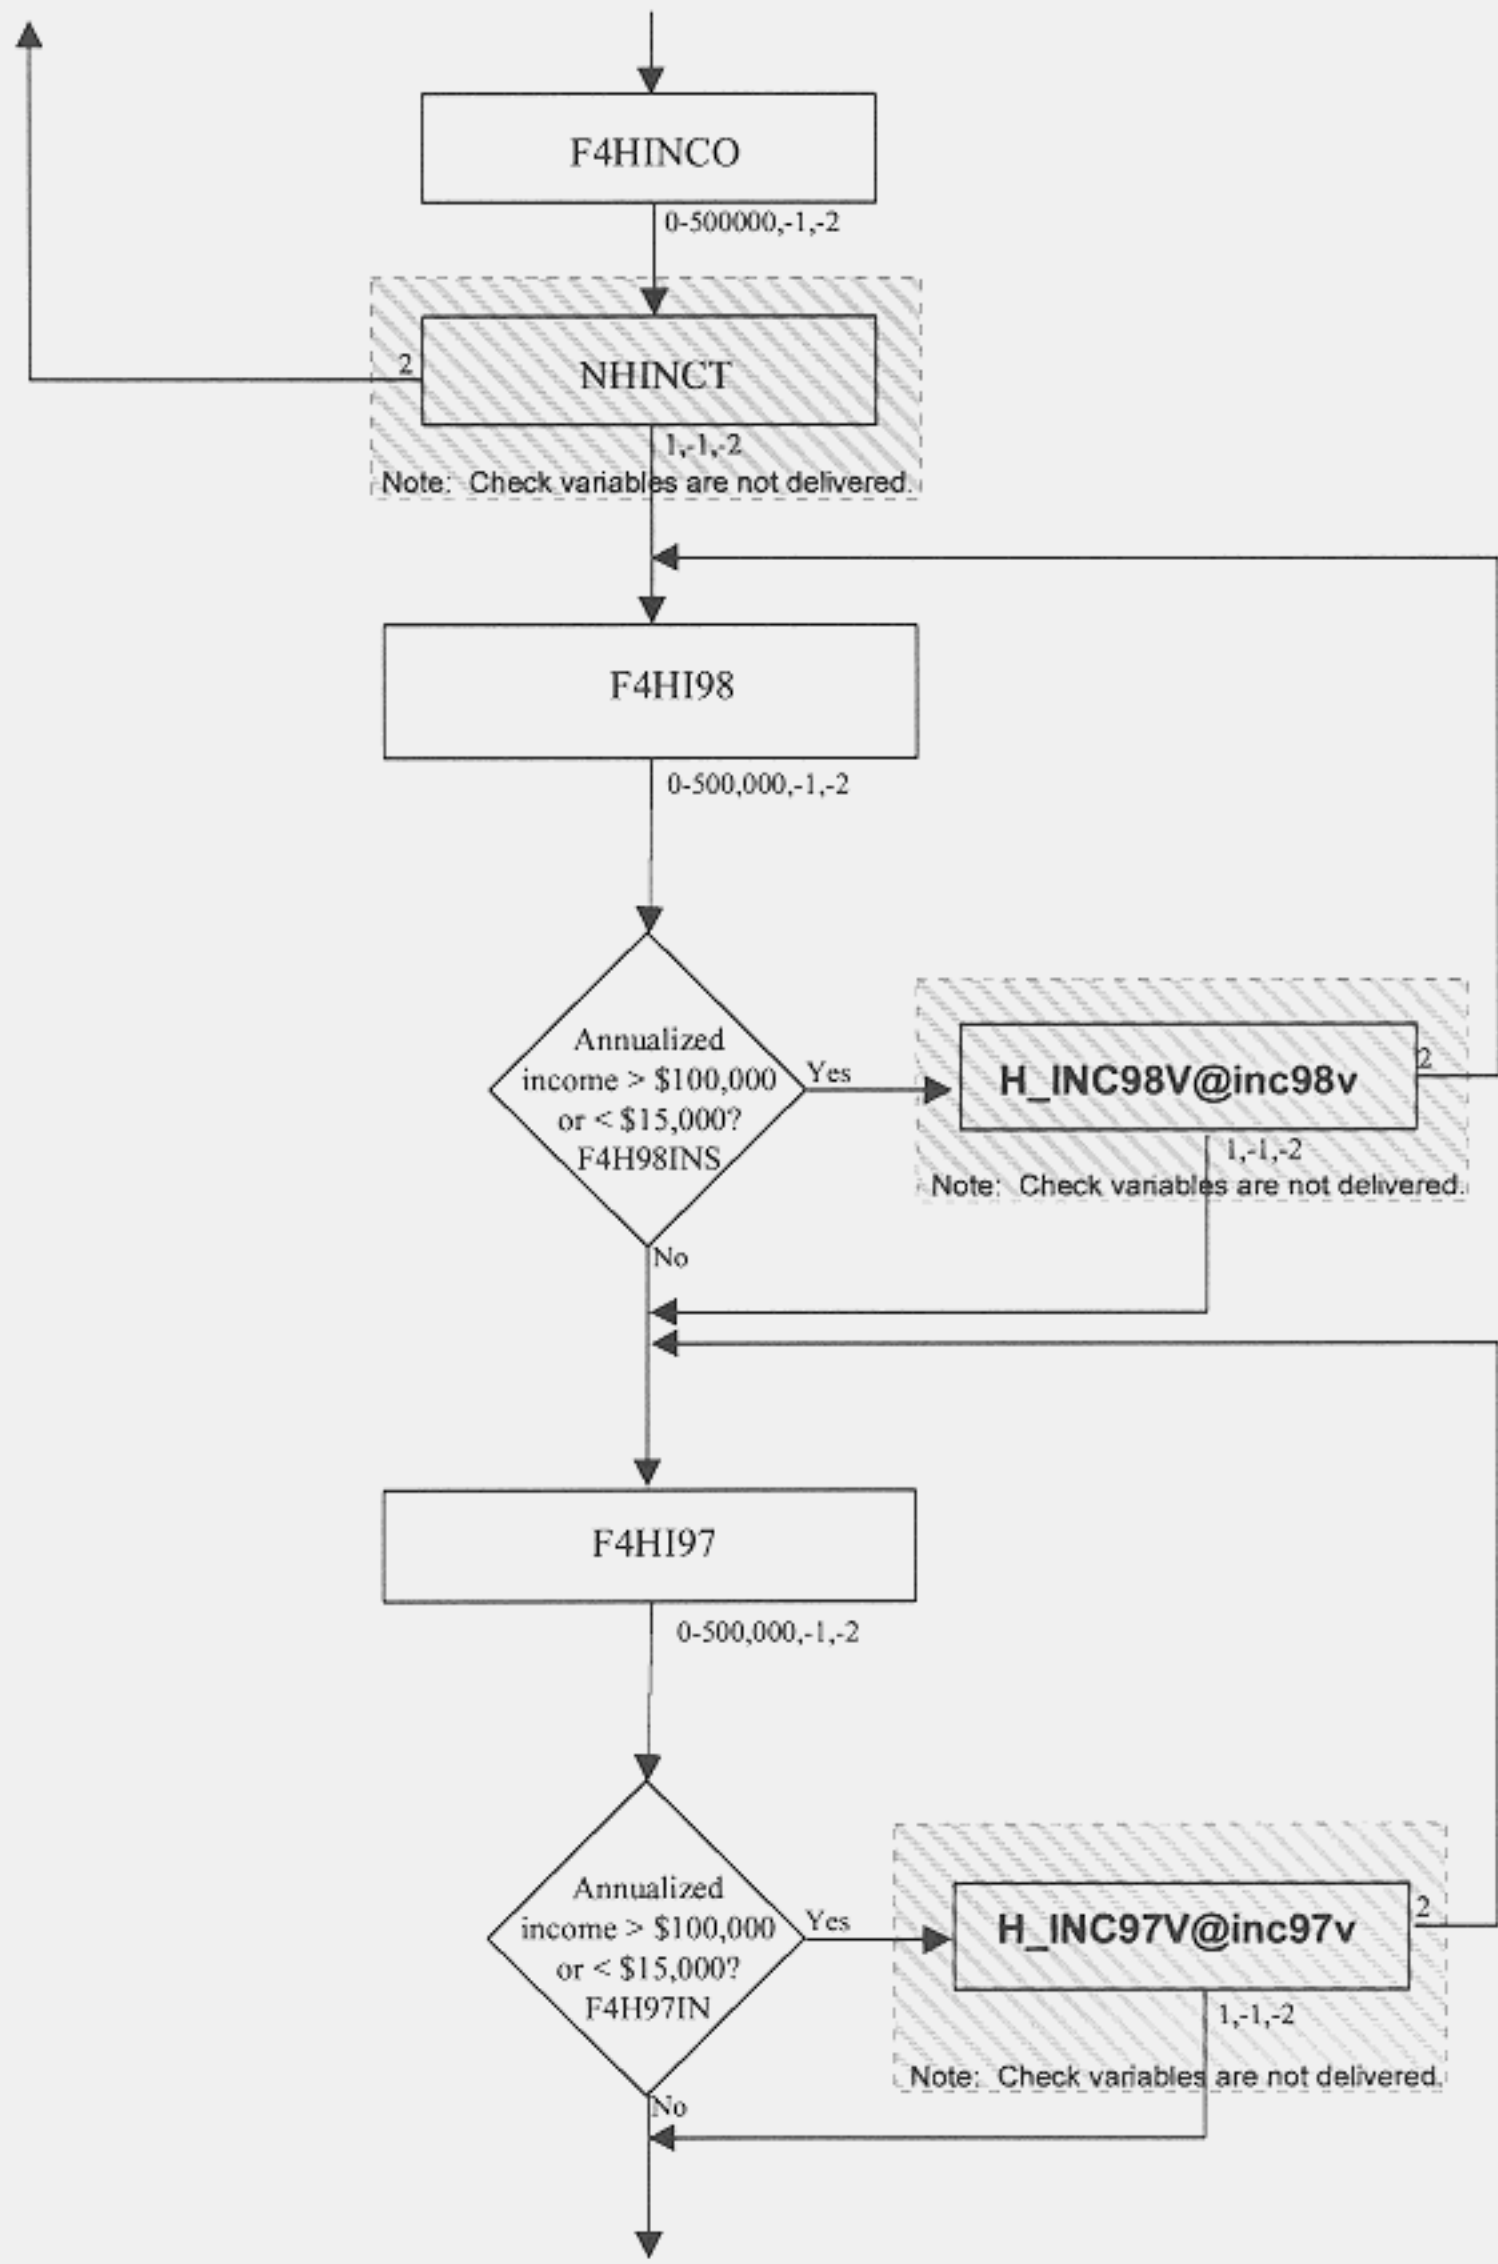 F4HINCO
0-500000,-1,-2
2
NHINCT
1,-1,-2
Note: Check variables are not delivered.
F4HI98
0-500,000,-1,-2
Annualized
income > $100,000
or < $15,000?
F4H98INS
Yes
H_INC98V@inc98v
2
1,-1,-2
Note: Check variables are not delivered.
No
F4HI97
0-500,000,-1,-2
Annualized
income > $100,000
or < $15,000?
F4H97IN
Yes
H_INC97V@inc97v
2
1,-1,-2
Note: Check variables are not delivered.
No